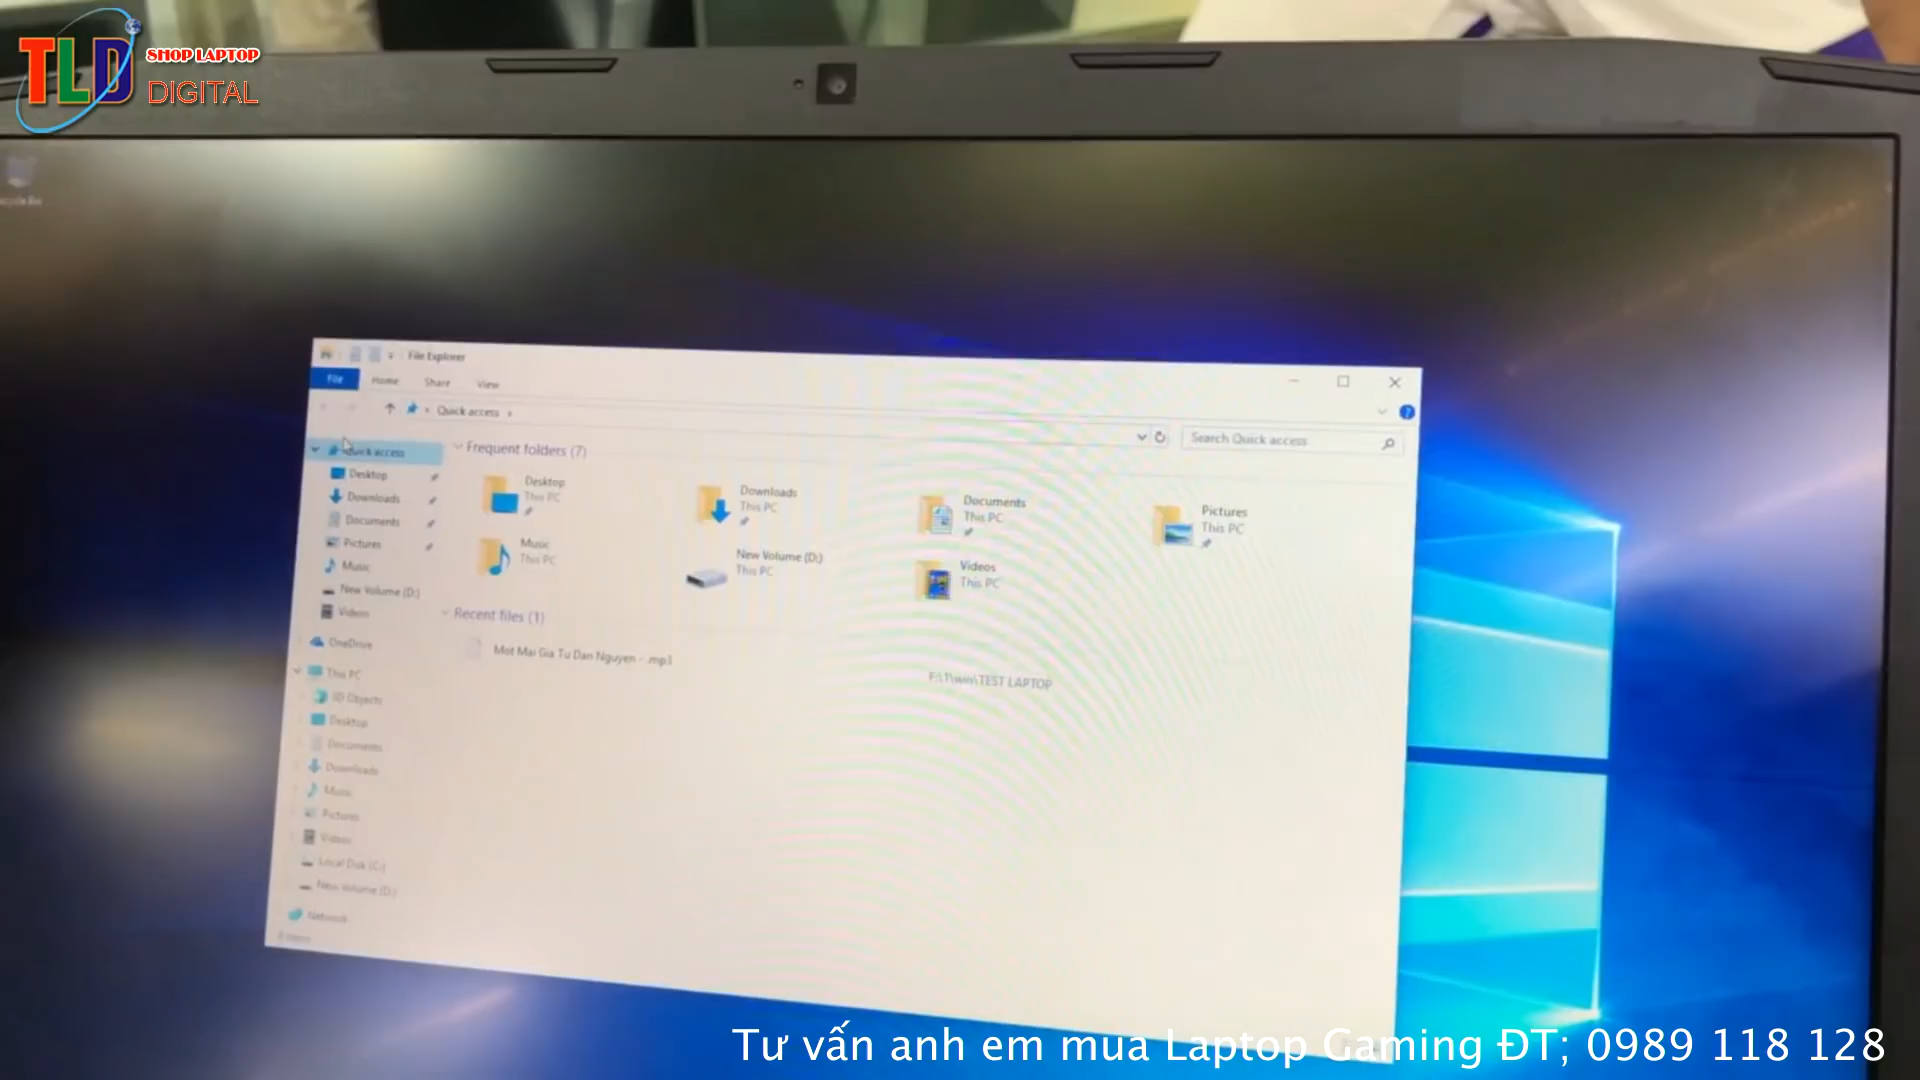 TLD
SHOP LAPTOP
DIGITAL
File Explorer
File Home Share View
Quick access
Search Quick access
Quick access
Desktop
Downloads
Documents
Pictures
Music
New Volume (D:)
Videos
OneDrive
This PC
3D Objects
Desktop
Documents
Downloads
Music
Pictures
Videos
Local Disk (C:)
New Volume (D:)
Network
Frequent folders (7)
Desktop
This PC
Downloads
This PC
Documents
This PC
Pictures
This PC
Music
This PC
New Volume (D:)
This PC
Videos
This PC
Recent files (1)
Mot Mai Gia Tu Dan Nguyen - .mp3
F:\1\win\TEST LAPTOP
Tư vấn anh em mua Laptop Gaming ĐT; 0989 118 128